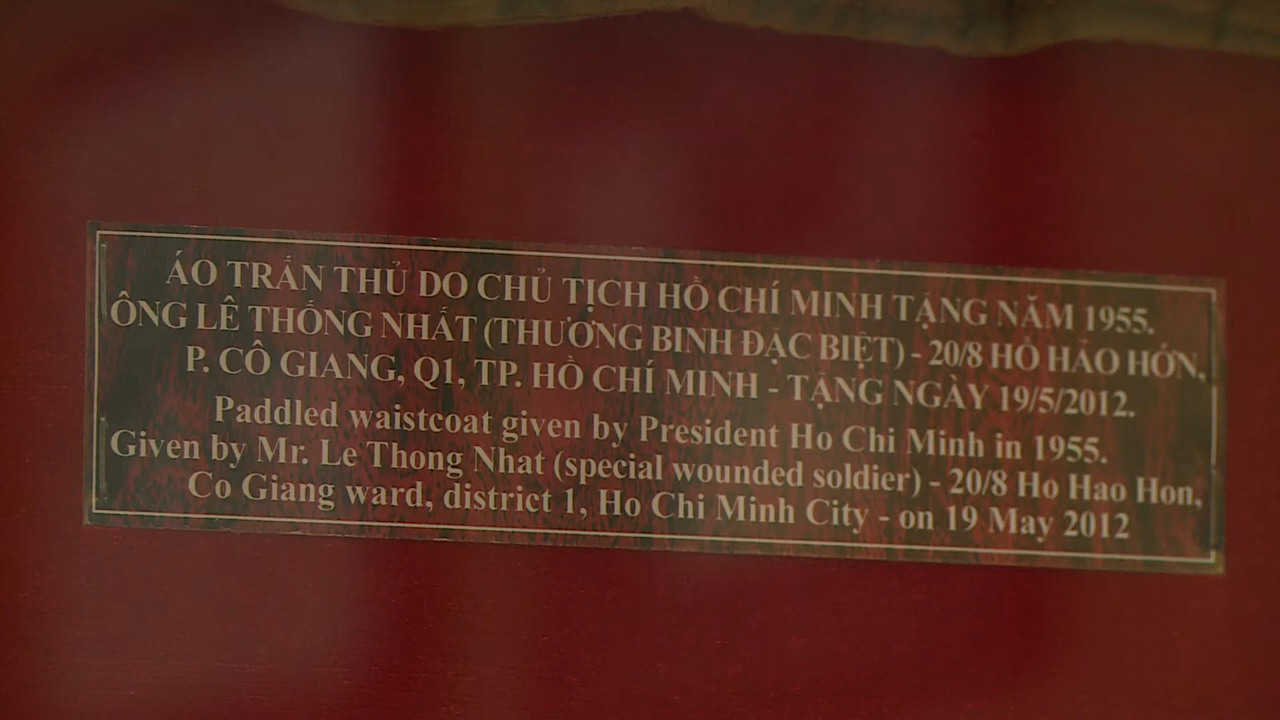 ÁO TRẤN THỦ DO CHỦ TỊCH HỒ CHÍ MINH TẶNG NĂM 1955.
ÔNG LÊ THỐNG NHẤT (THƯƠNG BINH ĐẶC BIỆT) - 20/8 HỒ HẢO HỚN,
P. CÔ GIANG, Q1, TP. HỒ CHÍ MINH - TẶNG NGÀY 19/5/2012.
Paddled waistcoat given by President Ho Chi Minh in 1955.
Given by Mr. Le Thong Nhat (special wounded soldier) - 20/8 Ho Hao Hon,
Co Giang ward, district 1, Ho Chi Minh City - on 19 May 2012